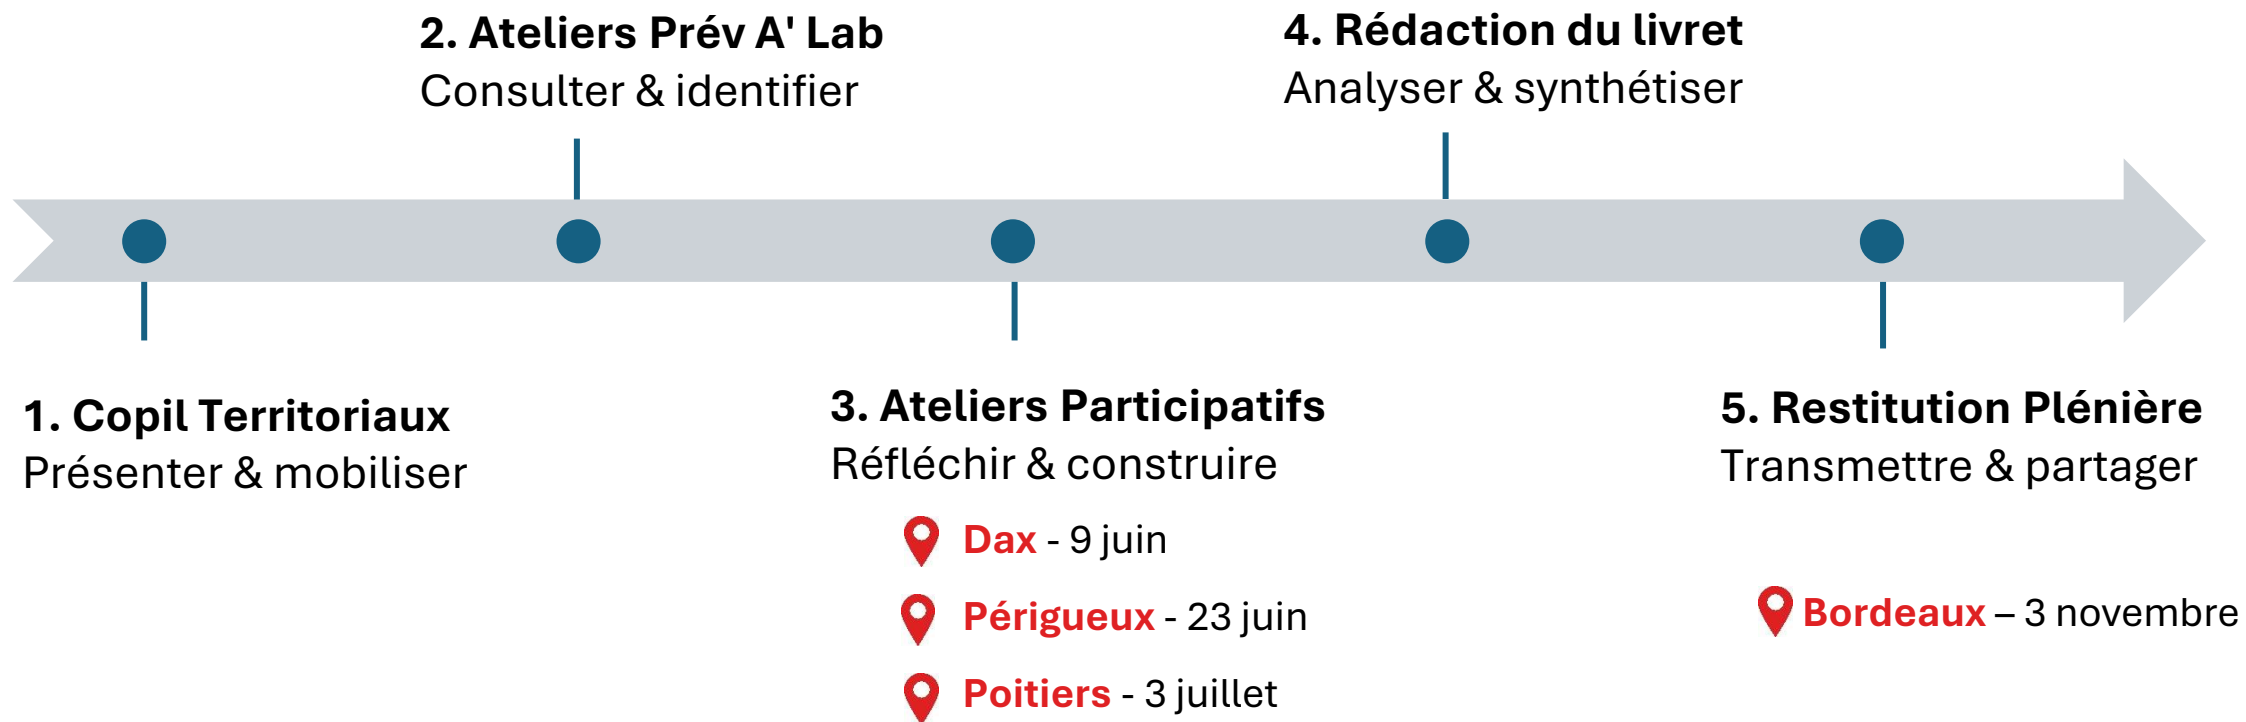 2. Ateliers Prév A' Lab
Consulter & identifier
4. Rédaction du livret
Analyser & synthétiser
1. Copil Territoriaux
Présenter & mobiliser
3. Ateliers Participatifs
Réfléchir & construire
Dax - 9 juin
Périgueux - 23 juin
Poitiers - 3 juillet
5. Restitution Plénière
Transmettre & partager
Bordeaux – 3 novembre